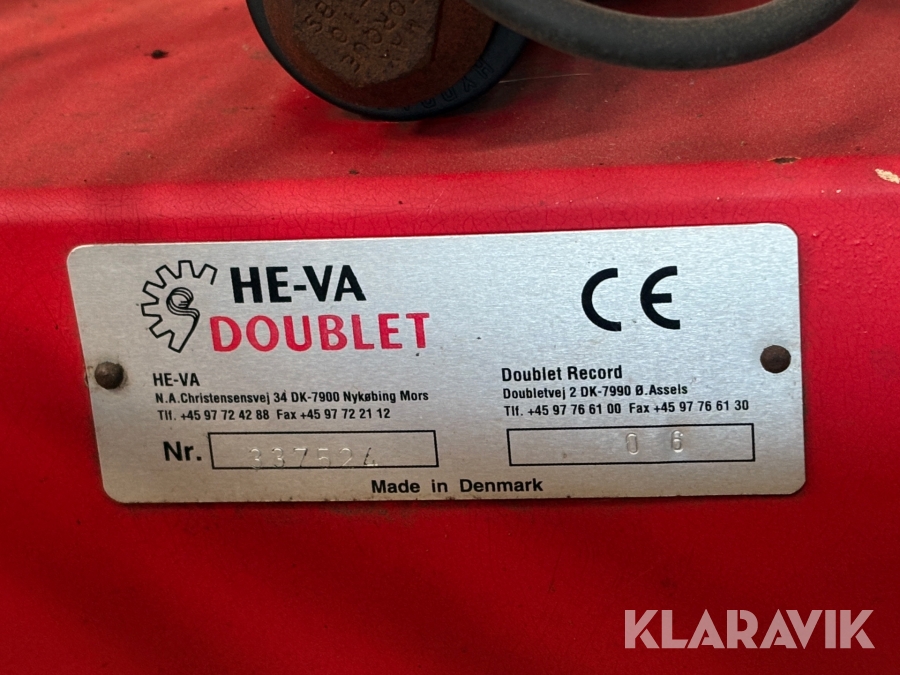 HE-VA
DOUBLET
CE
HE-VA
N.A.Christensensvej 34 DK-7900 Nykøbing Mors
Tlf. +45 97 72 42 88 Fax +45 97 72 21 12
Doublet Record
Doubletvej 2 DK-7990 Ø.Assels
Tlf. +45 97 76 61 00 Fax +45 97 76 61 30
Nr. 337524
06
Made in Denmark
KLARAVIK